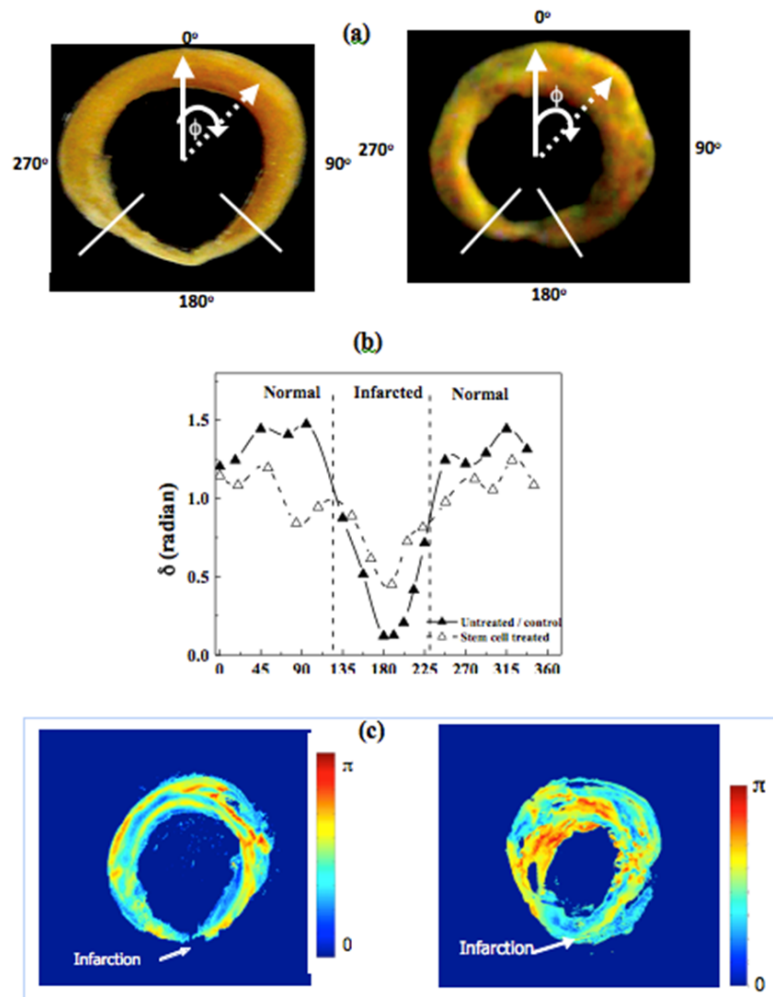 (a)
0° 0°
ϕ ϕ
270° 90° 270° 90°
180° 180°
(b)
Normal Infarcted Normal
1.5
1.0
0.5
0.0
δ (radian)
Untreated / control
Stem cell treated
0 45 90 135 180 225 270 315 360
(c)
π π
Infarction 0 Infarction 0